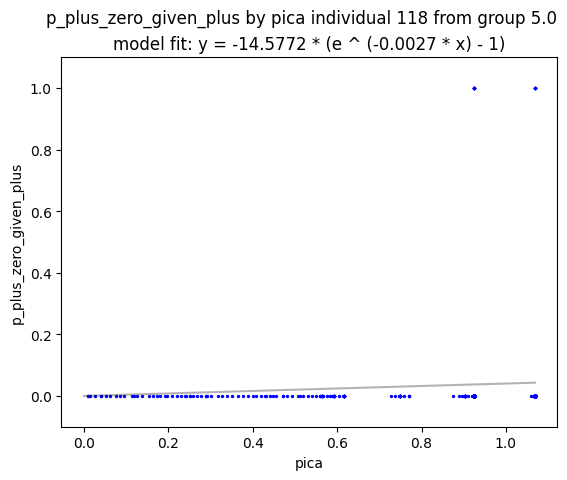 p_plus_zero_given_plus by pica individual 118 from group 5.0
model fit: y = -14.5772 * (e ^ (-0.0027 * x) - 1)
1.0
0.8
0.6
0.4
0.2
0.0
p_plus_zero_given_plus
0.0 0.2 0.4 0.6 0.8 1.0
pica